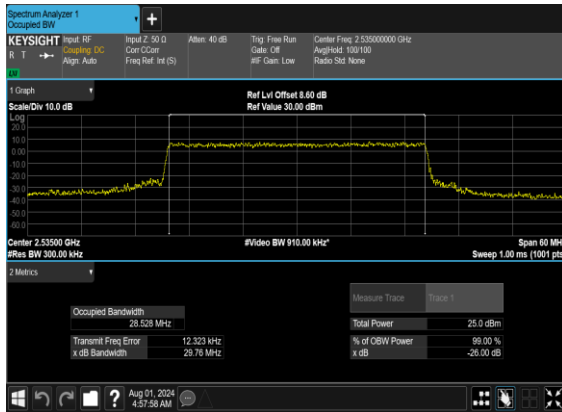 Spectrum Analyzer 1
Occupied BW
KEYSIGHT Input: RF Input Z: 50 Ω Atten: 40 dB Trig: Free Run Center Freq: 2.535000000 GHz
R T Coupling: DC Corr CCorr Gate: Off Avg|Hold: 100/100
Align: Auto Freq Ref: Int (S) #IF Gain: Low Radio Std: None
1 Graph
Ref Lvl Offset 8.60 dB
Scale/Div 10.0 dB Ref Value 30.00 dBm
Log
20.0
10.0
0.00
-10.0
-20.0
-30.0
-40.0
-50.0
-60.0
Center 2.53500 GHz #Video BW 910.00 kHz* Span 60 MH
#Res BW 300.00 kHz Sweep 1.00 ms (1001 pts
2 Metrics
Measure Trace Trace 1
Occupied Bandwidth
28.528 MHz Total Power 25.0 dBm
Transmit Freq Error 12.323 kHz % of OBW Power 99.00 %
x dB Bandwidth 29.76 MHz x dB -26.00 dB
Aug 01, 2024
4:57:58 AM